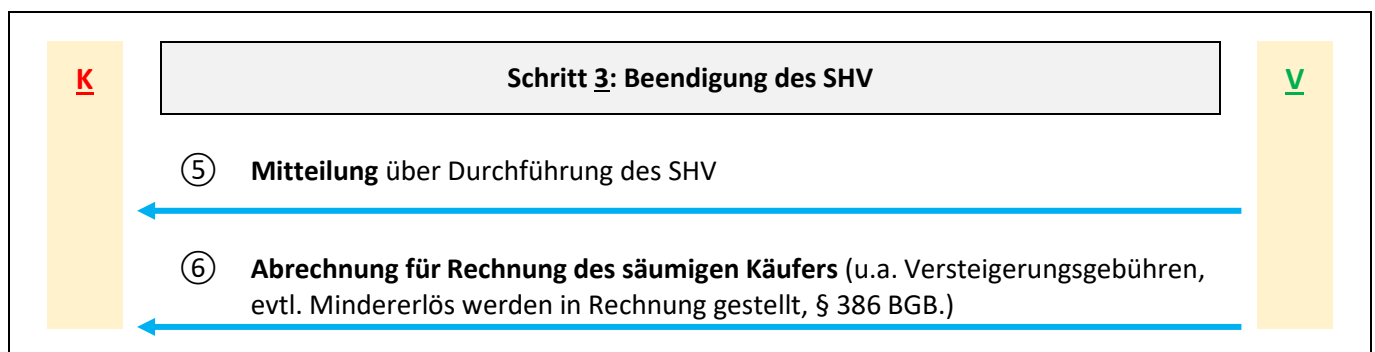 K
Schritt 3: Beendigung des SHV
V
⑤ Mitteilung über Durchführung des SHV
⑥ Abrechnung für Rechnung des säumigen Käufers (u.a. Versteigerungsgebühren,
evtl. Mindererlös werden in Rechnung gestellt, § 386 BGB.)